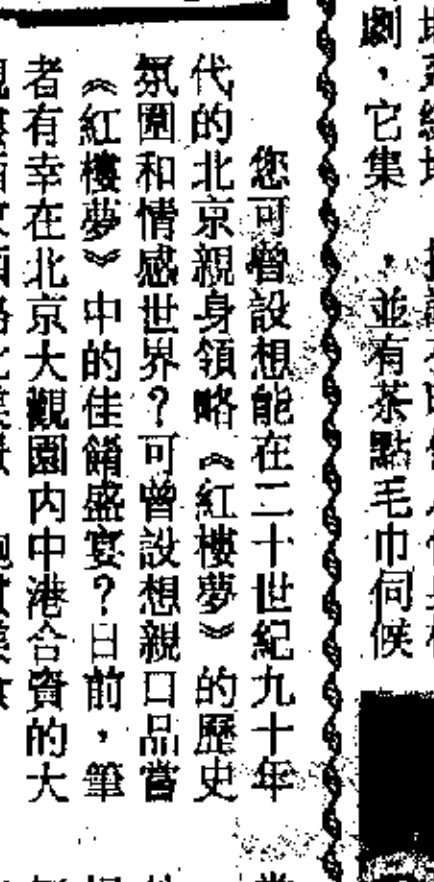 劇，它集
，並有茶點毛巾伺候
您可曾設想能在二十世紀九十年
代的北京親身領略《紅樓夢》的歷史
氛圍和情感世界？可曾設想親口品嘗
《紅樓夢》中的佳餚盛宴？日前，筆
者有幸在北京大觀園内中港合資的大